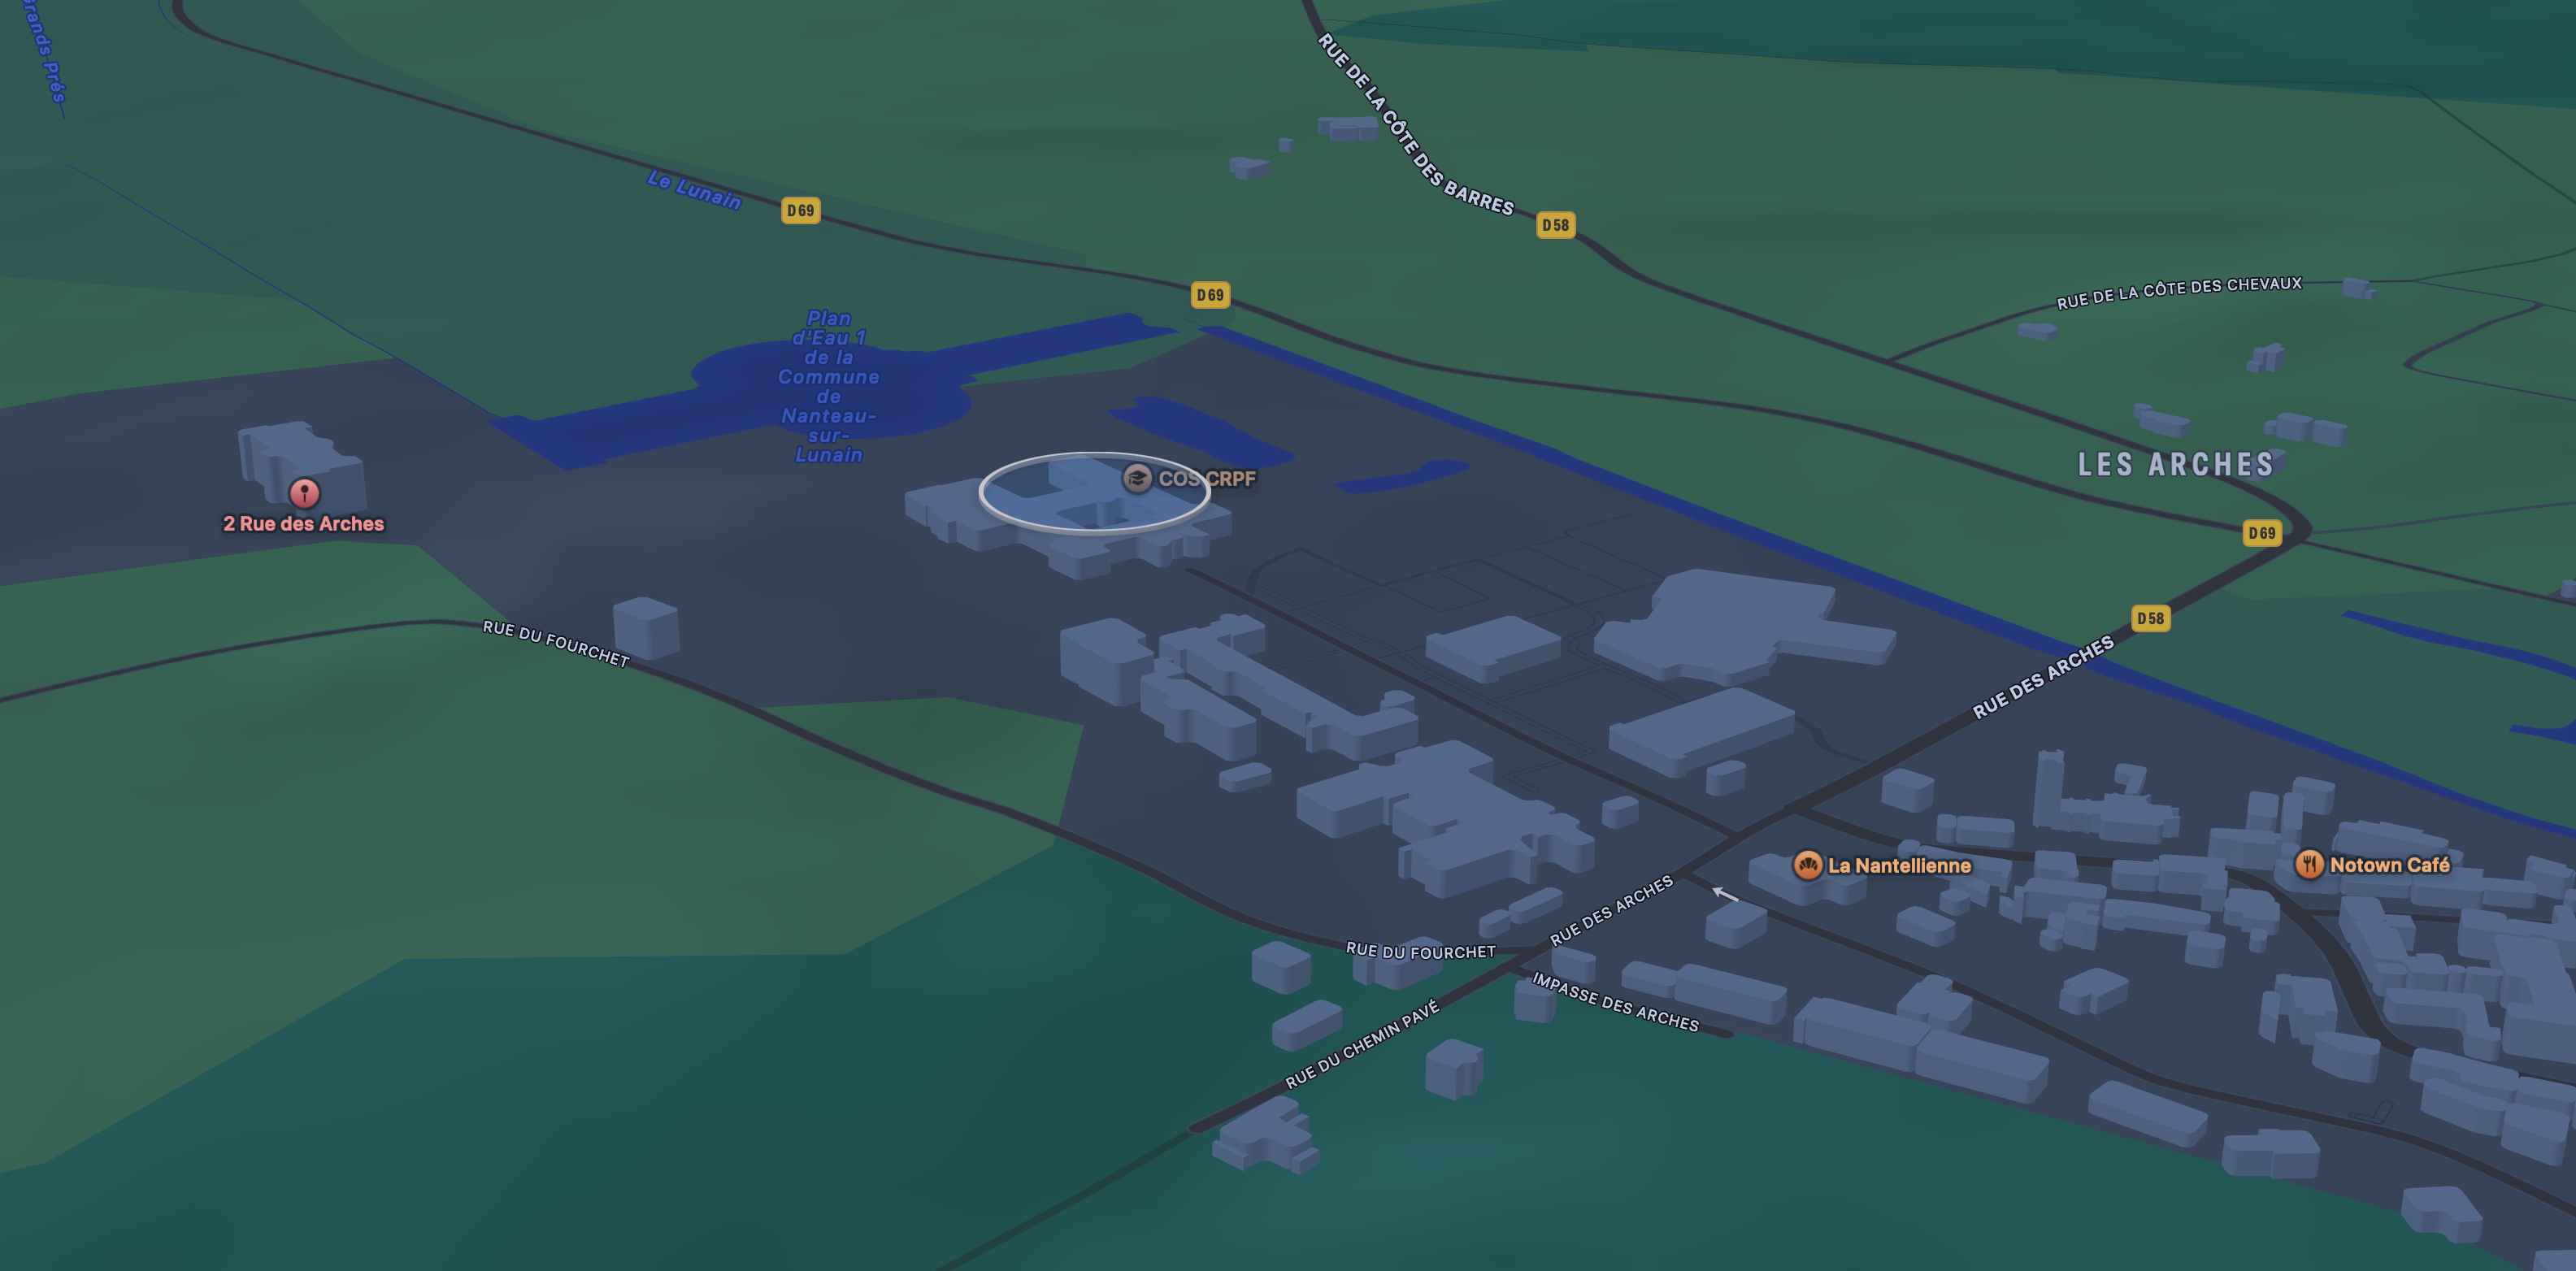 Grands Prés
RUE DE LA CÔTE DES BARRES
Le Lunain
D69
D58
D69
RUE DE LA CÔTE DES CHEVAUX
Plan
d'Eau 1
de la
Commune
de
Nanteau-
sur-
Lunain
LES ARCHES
COS CRPF
2 Rue des Arches
D69
D58
RUE DU FOURCHET
RUE DES ARCHES
La Nantellienne
Notown Café
RUE DES ARCHES
RUE DU FOURCHET
IMPASSE DES ARCHES
RUE DU CHEMIN PAVÉ